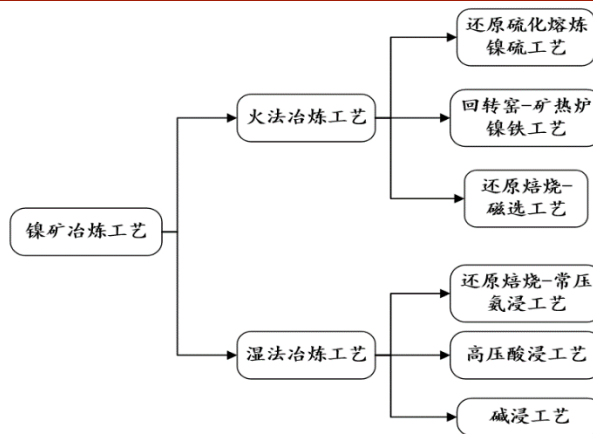 还原硫化熔炼
镍硫工艺
火法冶炼工艺
回转窑-矿热炉
镍铁工艺
还原焙烧-
磁选工艺
镍矿冶炼工艺
还原焙烧-常压
氨浸工艺
湿法冶炼工艺
高压酸浸工艺
碱浸工艺